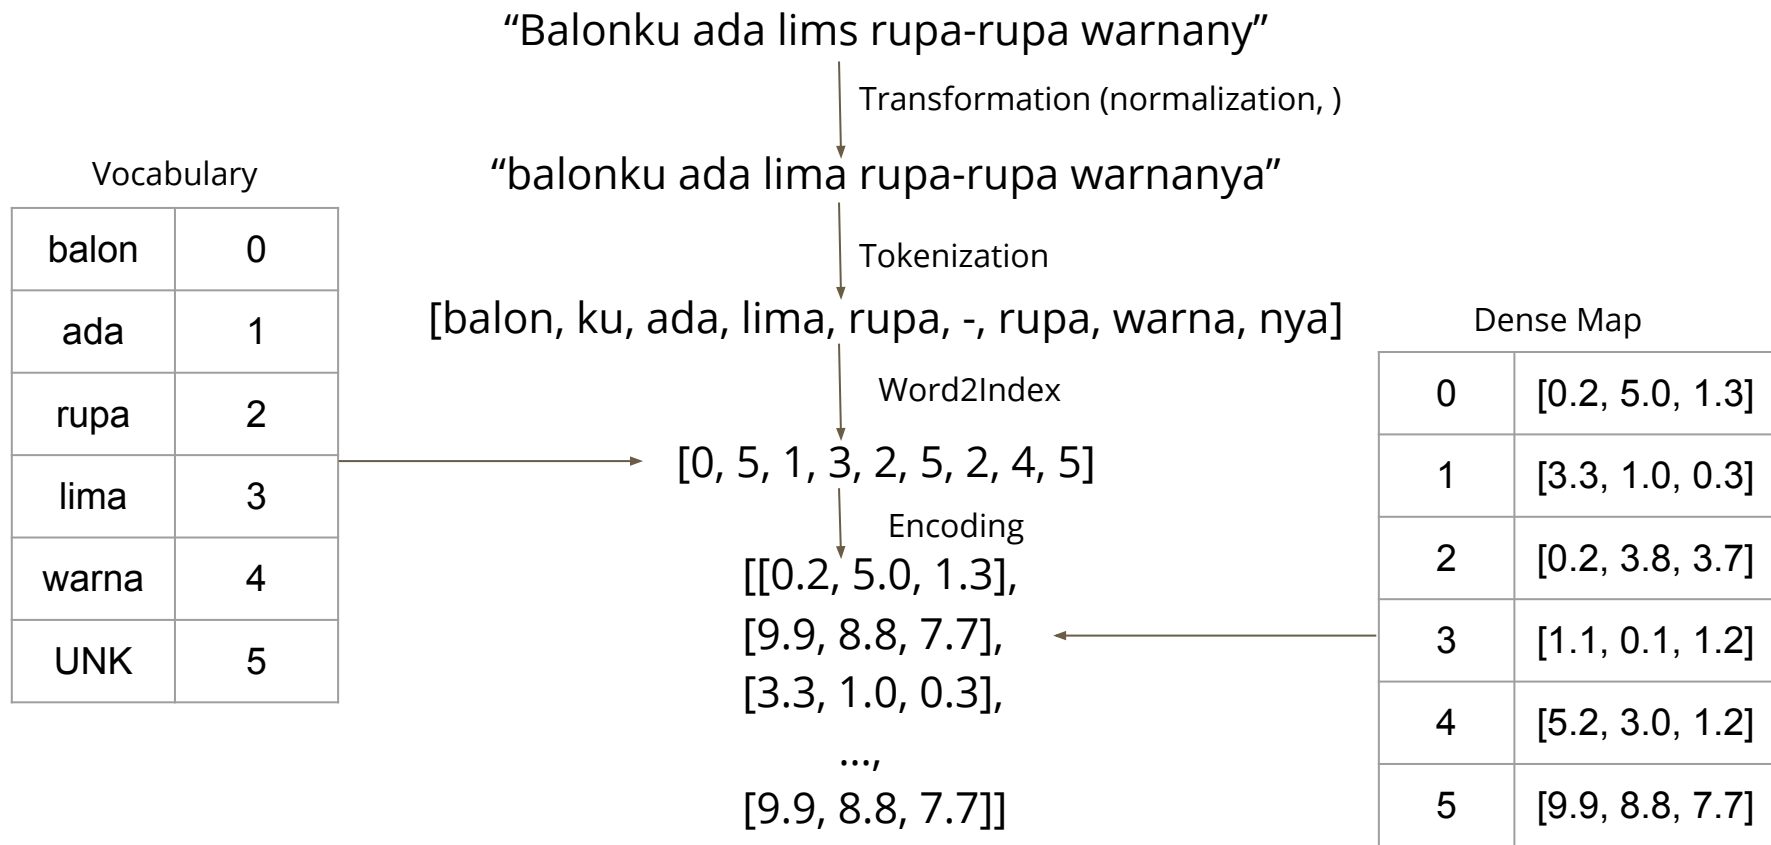 “Balonku ada lims rupa-rupa warnany”
Transformation (normalization, )
“balonku ada lima rupa-rupa warnanya”
Tokenization
[balon, ku, ada, lima, rupa, -, rupa, warna, nya]
Word2Index
[0, 5, 1, 3, 2, 5, 2, 4, 5]
Encoding
[[0.2, 5.0, 1.3],
[9.9, 8.8, 7.7],
[3.3, 1.0, 0.3],
...,
[9.9, 8.8, 7.7]]
Vocabulary
balon 0
ada 1
rupa 2
lima 3
warna 4
UNK 5
Dense Map
0 [0.2, 5.0, 1.3]
1 [3.3, 1.0, 0.3]
2 [0.2, 3.8, 3.7]
3 [1.1, 0.1, 1.2]
4 [5.2, 3.0, 1.2]
5 [9.9, 8.8, 7.7]